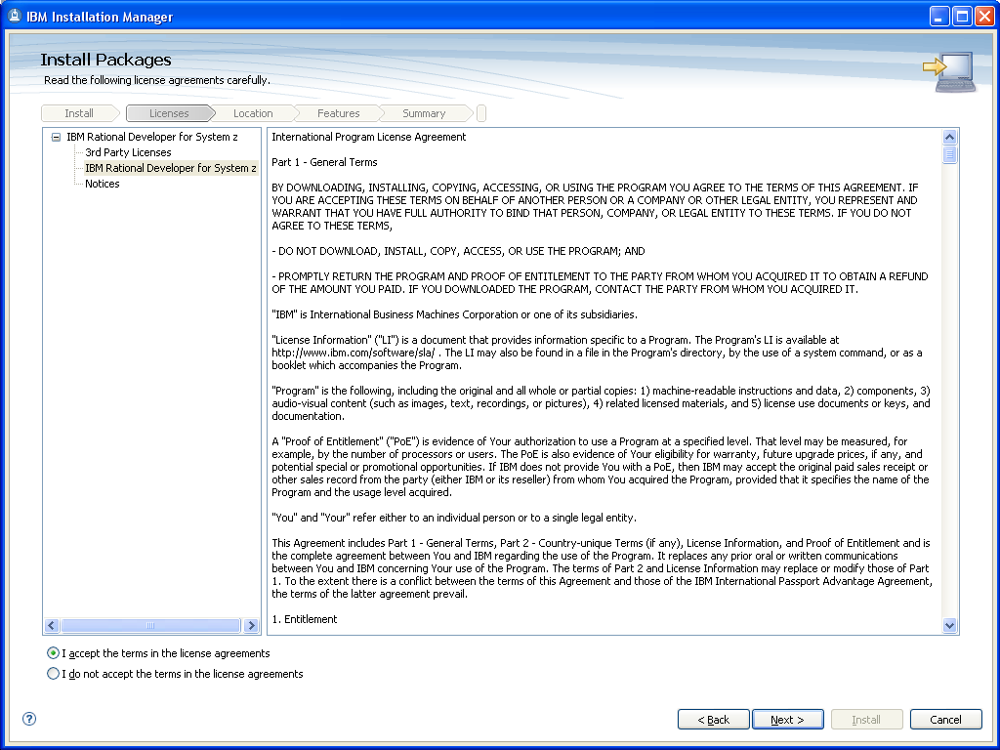 IBM Installation Manager
Install Packages
Read the following license agreements carefully.
Install
Licenses
Location
Features
Summary
IBM Rational Developer for System z
3rd Party Licenses
IBM Rational Developer for System z
Notices
International Program License Agreement
Part 1 - General Terms
BY DOWNLOADING, INSTALLING, COPYING, ACCESSING, OR USING THE PROGRAM YOU AGREE TO THE TERMS OF THIS AGREEMENT. IF
YOU ARE ACCEPTING THESE TERMS ON BEHALF OF ANOTHER PERSON OR A COMPANY OR OTHER LEGAL ENTITY, YOU REPRESENT AND
WARRANT THAT YOU HAVE FULL AUTHORITY TO BIND THAT PERSON, COMPANY, OR LEGAL ENTITY TO THESE TERMS. IF YOU DO NOT
AGREE TO THESE TERMS,
- DO NOT DOWNLOAD, INSTALL, COPY, ACCESS, OR USE THE PROGRAM; AND
- PROMPTLY RETURN THE PROGRAM AND PROOF OF ENTITLEMENT TO THE PARTY FROM WHOM YOU ACQUIRED IT TO OBTAIN A REFUND
OF THE AMOUNT YOU PAID. IF YOU DOWNLOADED THE PROGRAM, CONTACT THE PARTY FROM WHOM YOU ACQUIRED IT.
"IBM" is International Business Machines Corporation or one of its subsidiaries.
"License Information" ("LI") is a document that provides information specific to a Program. The Program's LI is available at
http://www.ibm.com/software/sla/ . The LI may also be found in a file in the Program's directory, by the use of a system command, or as a
booklet which accompanies the Program.
"Program" is the following, including the original and all whole or partial copies: 1) machine-readable instructions and data, 2) components, 3)
audio-visual content (such as images, text, recordings, or pictures), 4) related licensed materials, and 5) license use documents or keys, and
documentation.
A "Proof of Entitlement" ("PoE") is evidence of Your authorization to use a Program at a specified level. That level may be measured, for
example, by the number of processors or users. The PoE is also evidence of Your eligibility for warranty, future upgrade prices, if any, and
potential special or promotional opportunities. If IBM does not provide You with a PoE, then IBM may accept the original paid sales receipt or
other sales record from the party (either IBM or its reseller) from whom You acquired the Program, provided that it specifies the name of the
Program and the usage level acquired.
"You" and "Your" refer either to an individual person or to a single legal entity.
This Agreement includes Part 1 - General Terms, Part 2 - Country-unique Terms (if any), License Information, and Proof of Entitlement and is
the complete agreement between You and IBM regarding the use of the Program. It replaces any prior oral or written communications
between You and IBM concerning Your use of the Program. The terms of Part 2 and License Information may replace or modify those of Part
1. To the extent there is a conflict between the terms of this Agreement and those of the IBM International Passport Advantage Agreement,
the terms of the latter agreement prevail.
1. Entitlement
I accept the terms in the license agreements
I do not accept the terms in the license agreements
?
< Back
Next >
Install
Cancel